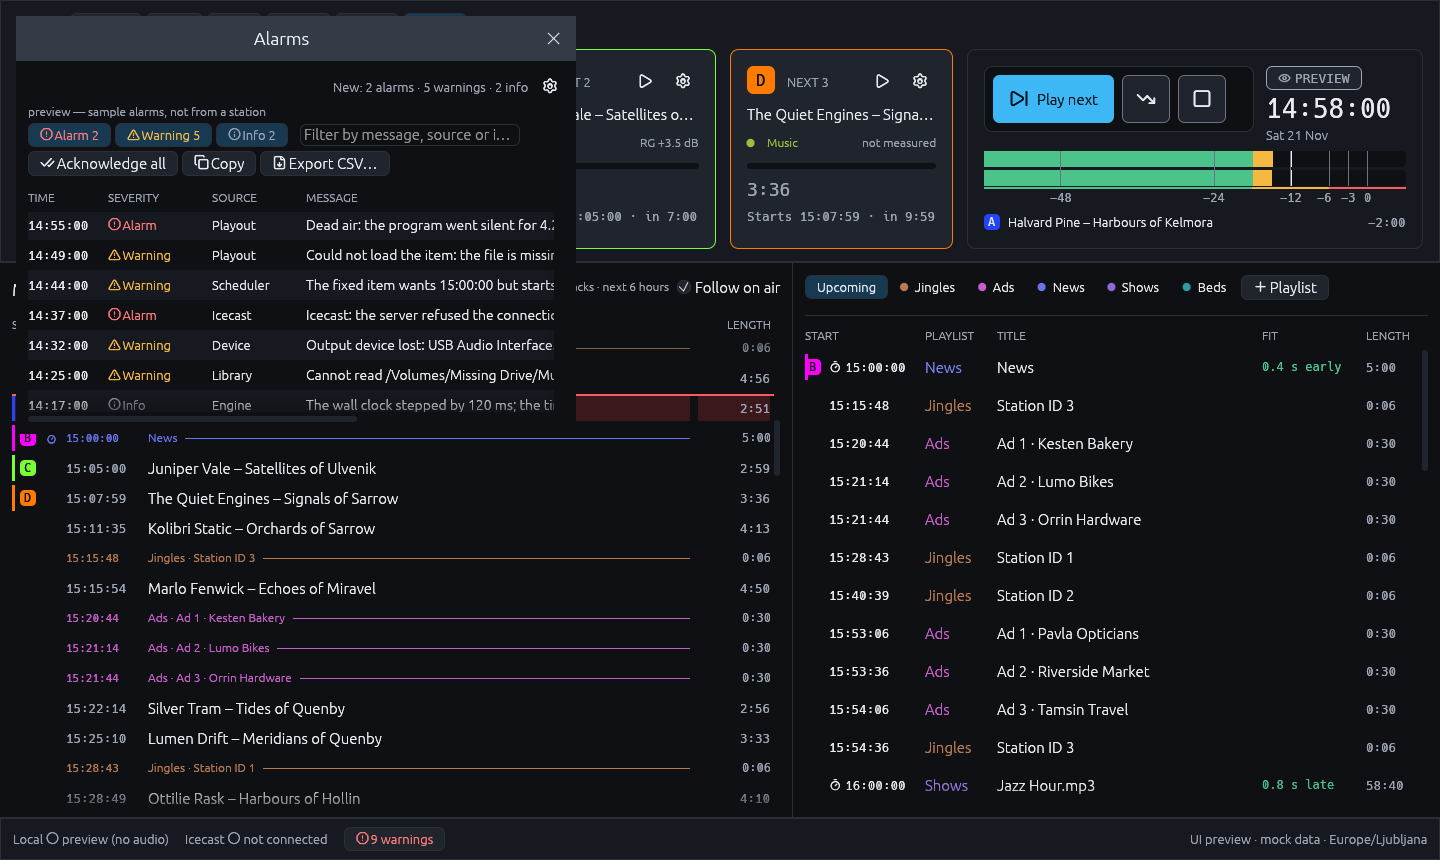 Alarms
New: 2 alarms · 5 warnings · 2 info
preview — sample alarms, not from a station
Alarm 2
Warning 5
Info 2
Filter by message, source or i…
Acknowledge all
Copy
Export CSV…
TIME SEVERITY SOURCE MESSAGE
14:55:00 Alarm Playout Dead air: the program went silent for 4.2
14:49:00 Warning Playout Could not load the item: the file is missin
14:44:00 Warning Scheduler The fixed item wants 15:00:00 but starts
14:37:00 Alarm Icecast Icecast: the server refused the connectic
14:32:00 Warning Device Output device lost: USB Audio Interface.
14:25:00 Warning Library Cannot read /Volumes/Missing Drive/Mu
14:17:00 Info Engine The wall clock stepped by 120 ms; the ti
T 2
ale – Satellites o…
RG +3.5 dB
:05:00 · in 7:00
D NEXT 3
The Quiet Engines – Signa…
Music not measured
3:36
Starts 15:07:59 · in 9:59
Play next
PREVIEW
14:58:00
Sat 21 Nov
−48 −24 −12 −6 −3 0
A Halvard Pine – Harbours of Kelmora −2:00
acks · next 6 hours Follow on air
LENGTH
0:06
4:56
2:51
B 15:00:00 News 5:00
C 15:05:00 Juniper Vale – Satellites of Ulvenik 2:59
D 15:07:59 The Quiet Engines – Signals of Sarrow 3:36
15:11:35 Kolibri Static – Orchards of Sarrow 4:13
15:15:48 Jingles · Station ID 3 0:06
15:15:54 Marlo Fenwick – Echoes of Miravel 4:50
15:20:44 Ads · Ad 1 · Kesten Bakery 0:30
15:21:14 Ads · Ad 2 · Lumo Bikes 0:30
15:21:44 Ads · Ad 3 · Orrin Hardware 0:30
15:22:14 Silver Tram – Tides of Quenby 2:56
15:25:10 Lumen Drift – Meridians of Quenby 3:33
15:28:43 Jingles · Station ID 1 0:06
15:28:49 Ottilie Rask – Harbours of Hollin 4:10
Upcoming Jingles Ads News Shows Beds Playlist
START PLAYLIST TITLE FIT LENGTH
B 15:00:00 News News 0.4 s early 5:00
15:15:48 Jingles Station ID 3 0:06
15:20:44 Ads Ad 1 · Kesten Bakery 0:30
15:21:14 Ads Ad 2 · Lumo Bikes 0:30
15:21:44 Ads Ad 3 · Orrin Hardware 0:30
15:28:43 Jingles Station ID 1 0:06
15:40:39 Jingles Station ID 2 0:06
15:53:06 Ads Ad 1 · Pavla Opticians 0:30
15:53:36 Ads Ad 2 · Riverside Market 0:30
15:54:06 Ads Ad 3 · Tamsin Travel 0:30
15:54:36 Jingles Station ID 3 0:06
16:00:00 Shows Jazz Hour.mp3 0.8 s late 58:40
Local preview (no audio) Icecast not connected 9 warnings
UI preview · mock data · Europe/Ljubljana